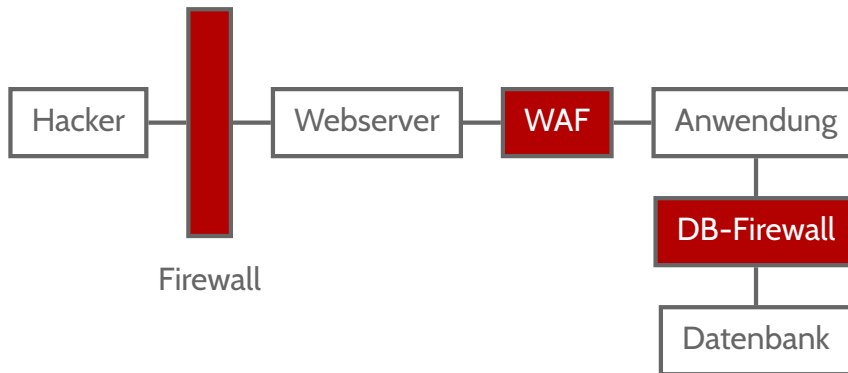 Hacker
Webserver
WAF
Anwendung
DB-Firewall
Firewall
Datenbank